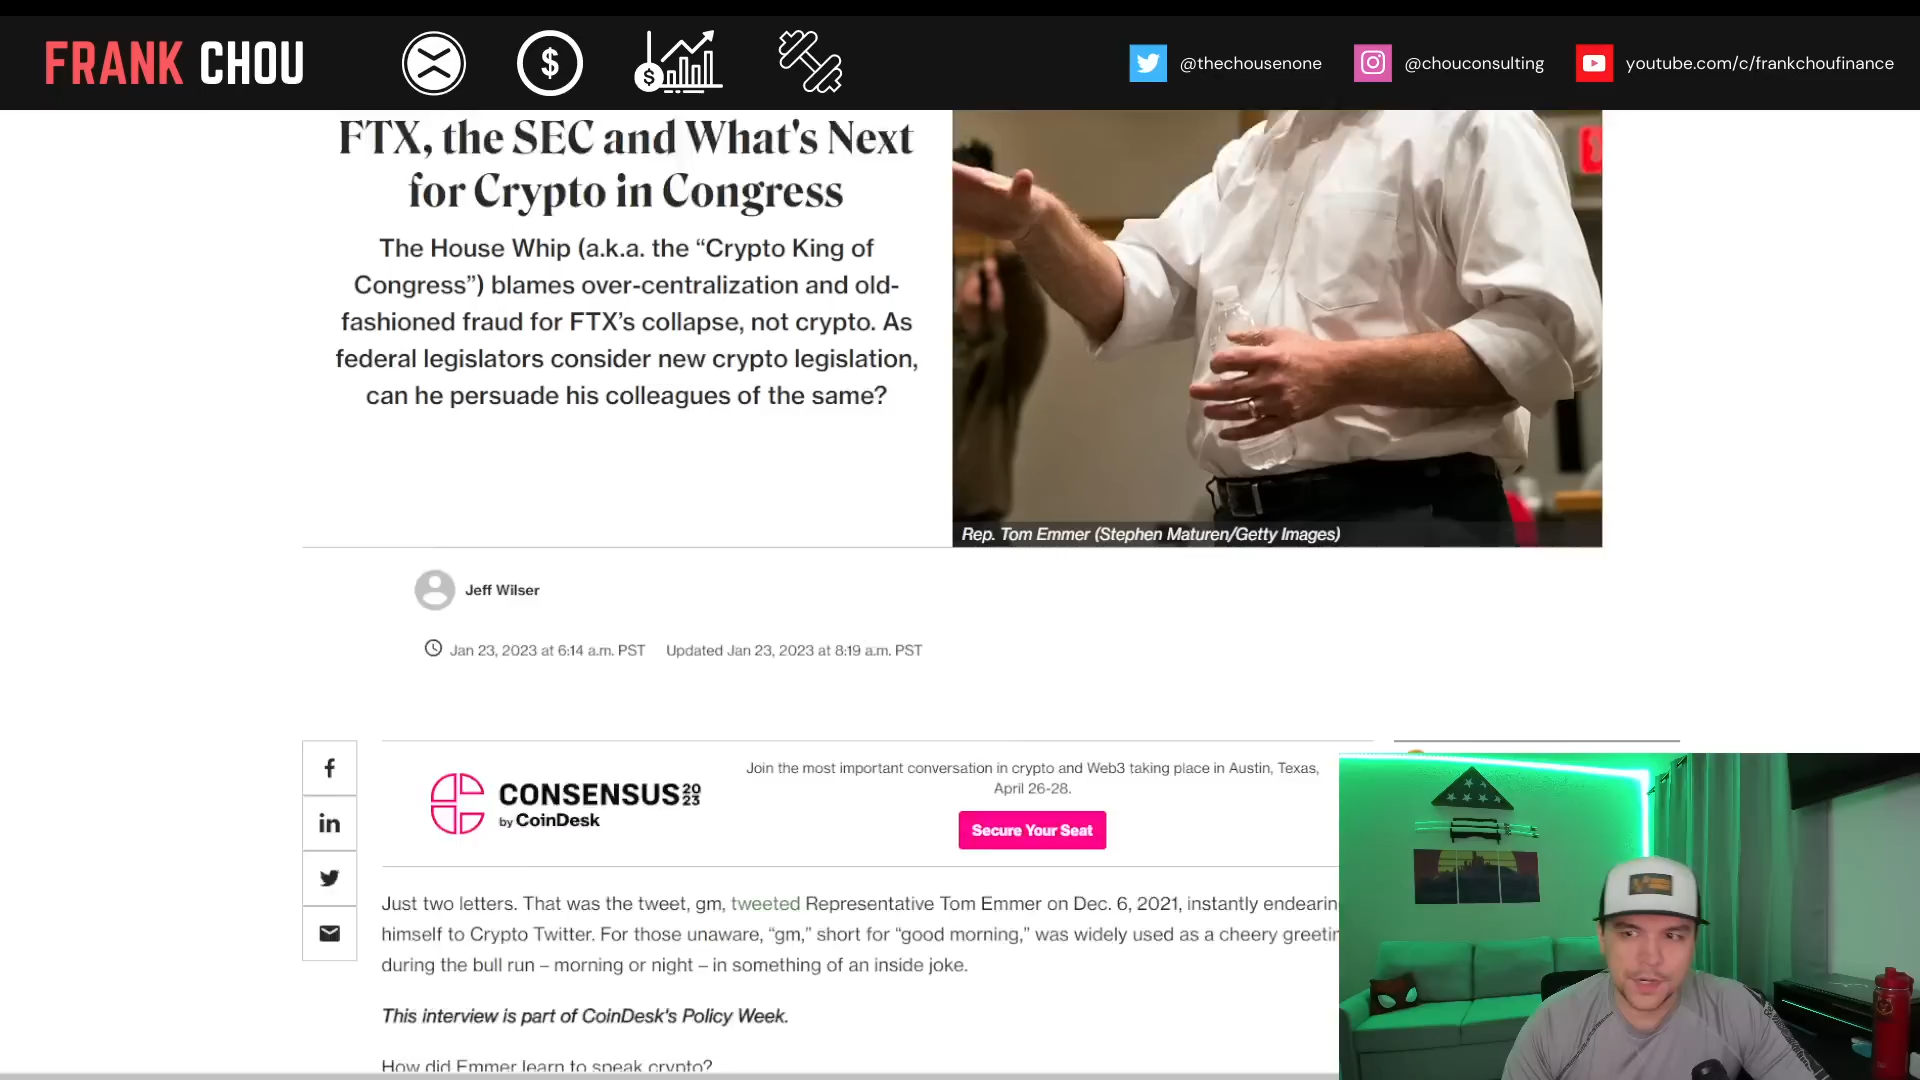 FRANK CHOU
@thechousenone
@chouconsulting
youtube.com/c/frankchoufinance
FTX, the SEC and What's Next
for Crypto in Congress
The House Whip (a.k.a. the “Crypto King of
Congress”) blames over-centralization and old-
fashioned fraud for FTX’s collapse, not crypto. As
federal legislators consider new crypto legislation,
can he persuade his colleagues of the same?
Rep. Tom Emmer (Stephen Maturen/Getty Images)
Jeff Wilser
Jan 23, 2023 at 6:14 a.m. PST Updated Jan 23, 2023 at 8:19 a.m. PST
CONSENSUS 2023
by CoinDesk
Join the most important conversation in crypto and Web3 taking place in Austin, Texas,
April 26-28.
Secure Your Seat
Just two letters. That was the tweet, gm, tweeted Representative Tom Emmer on Dec. 6, 2021, instantly endearin
himself to Crypto Twitter. For those unaware, “gm,” short for “good morning,” was widely used as a cheery greetin
during the bull run – morning or night – in something of an inside joke.
This interview is part of CoinDesk's Policy Week.
How did Emmer learn to speak crypto?